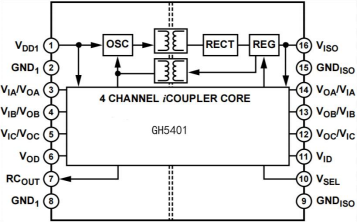 VDD1 1 OSC RECT REG 16 VISO
GND1 2 15 GNDISO
VIA/VOA 3 14 VOA/VIA
4 CHANNEL iCOUPLER CORE
VIB/VOB 4 13 VOB/VIB
GH5401
VIC/VOC 5 12 VOC/VIC
VOD 6 11 VID
RCOUT 7 10 VSEL
GND1 8 9 GNDISO